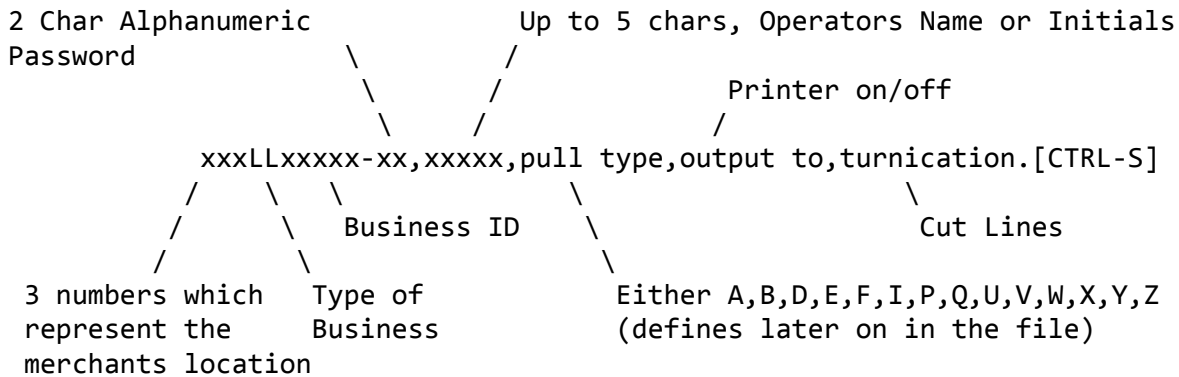 2 Char Alphanumeric             Up to 5 chars, Operators Name or Initials
Password             \         /
                      \       /              Printer on/off
                       \     /              /
            xxxLLxxxxx-xx,xxxxx,pull type,output to,turnication.[CTRL-S]
           /    \   \              \                    \
          /      \   Business ID    \                    Cut Lines
         /        \                  \
 3 numbers which   Type of            Either A,B,D,E,F,I,P,Q,U,V,W,X,Y,Z
 represent the     Business           (defines later on in the file)
 merchants location